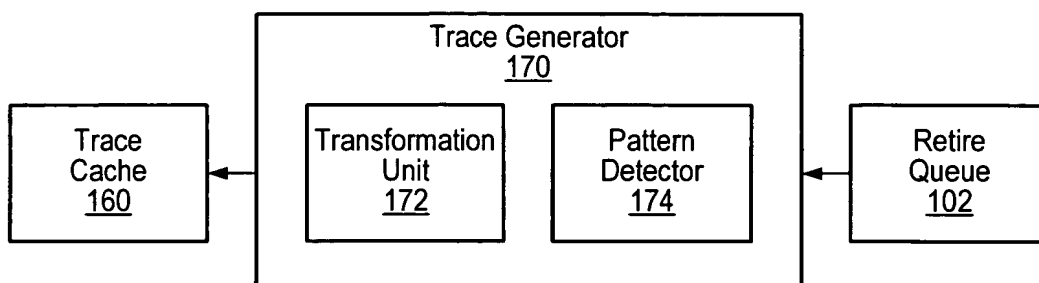 Trace Generator
170
Trace
Cache
160
Transformation
Unit
172
Pattern
Detector
174
Retire
Queue
102